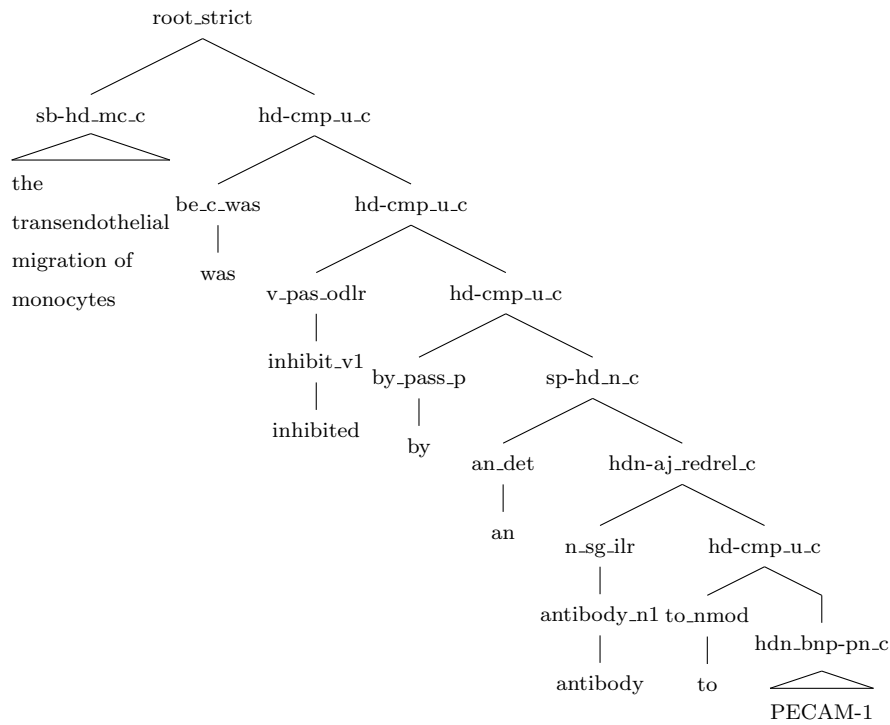 root_strict
sb-hd_mc_c hd-cmp_u_c
the
transendothelial
migration of
monocytes
be_c_was hd-cmp_u_c
was
v_pas_odlr hd-cmp_u_c
inhibit_v1
inhibited
by_pass_p sp-hd_n_c
by
an_det hdn-aj_redrel_c
an
n_sg_ilr hd-cmp_u_c
antibody_n1 to_nmod
hdn_bnp-pn_c
antibody to
PECAM-1